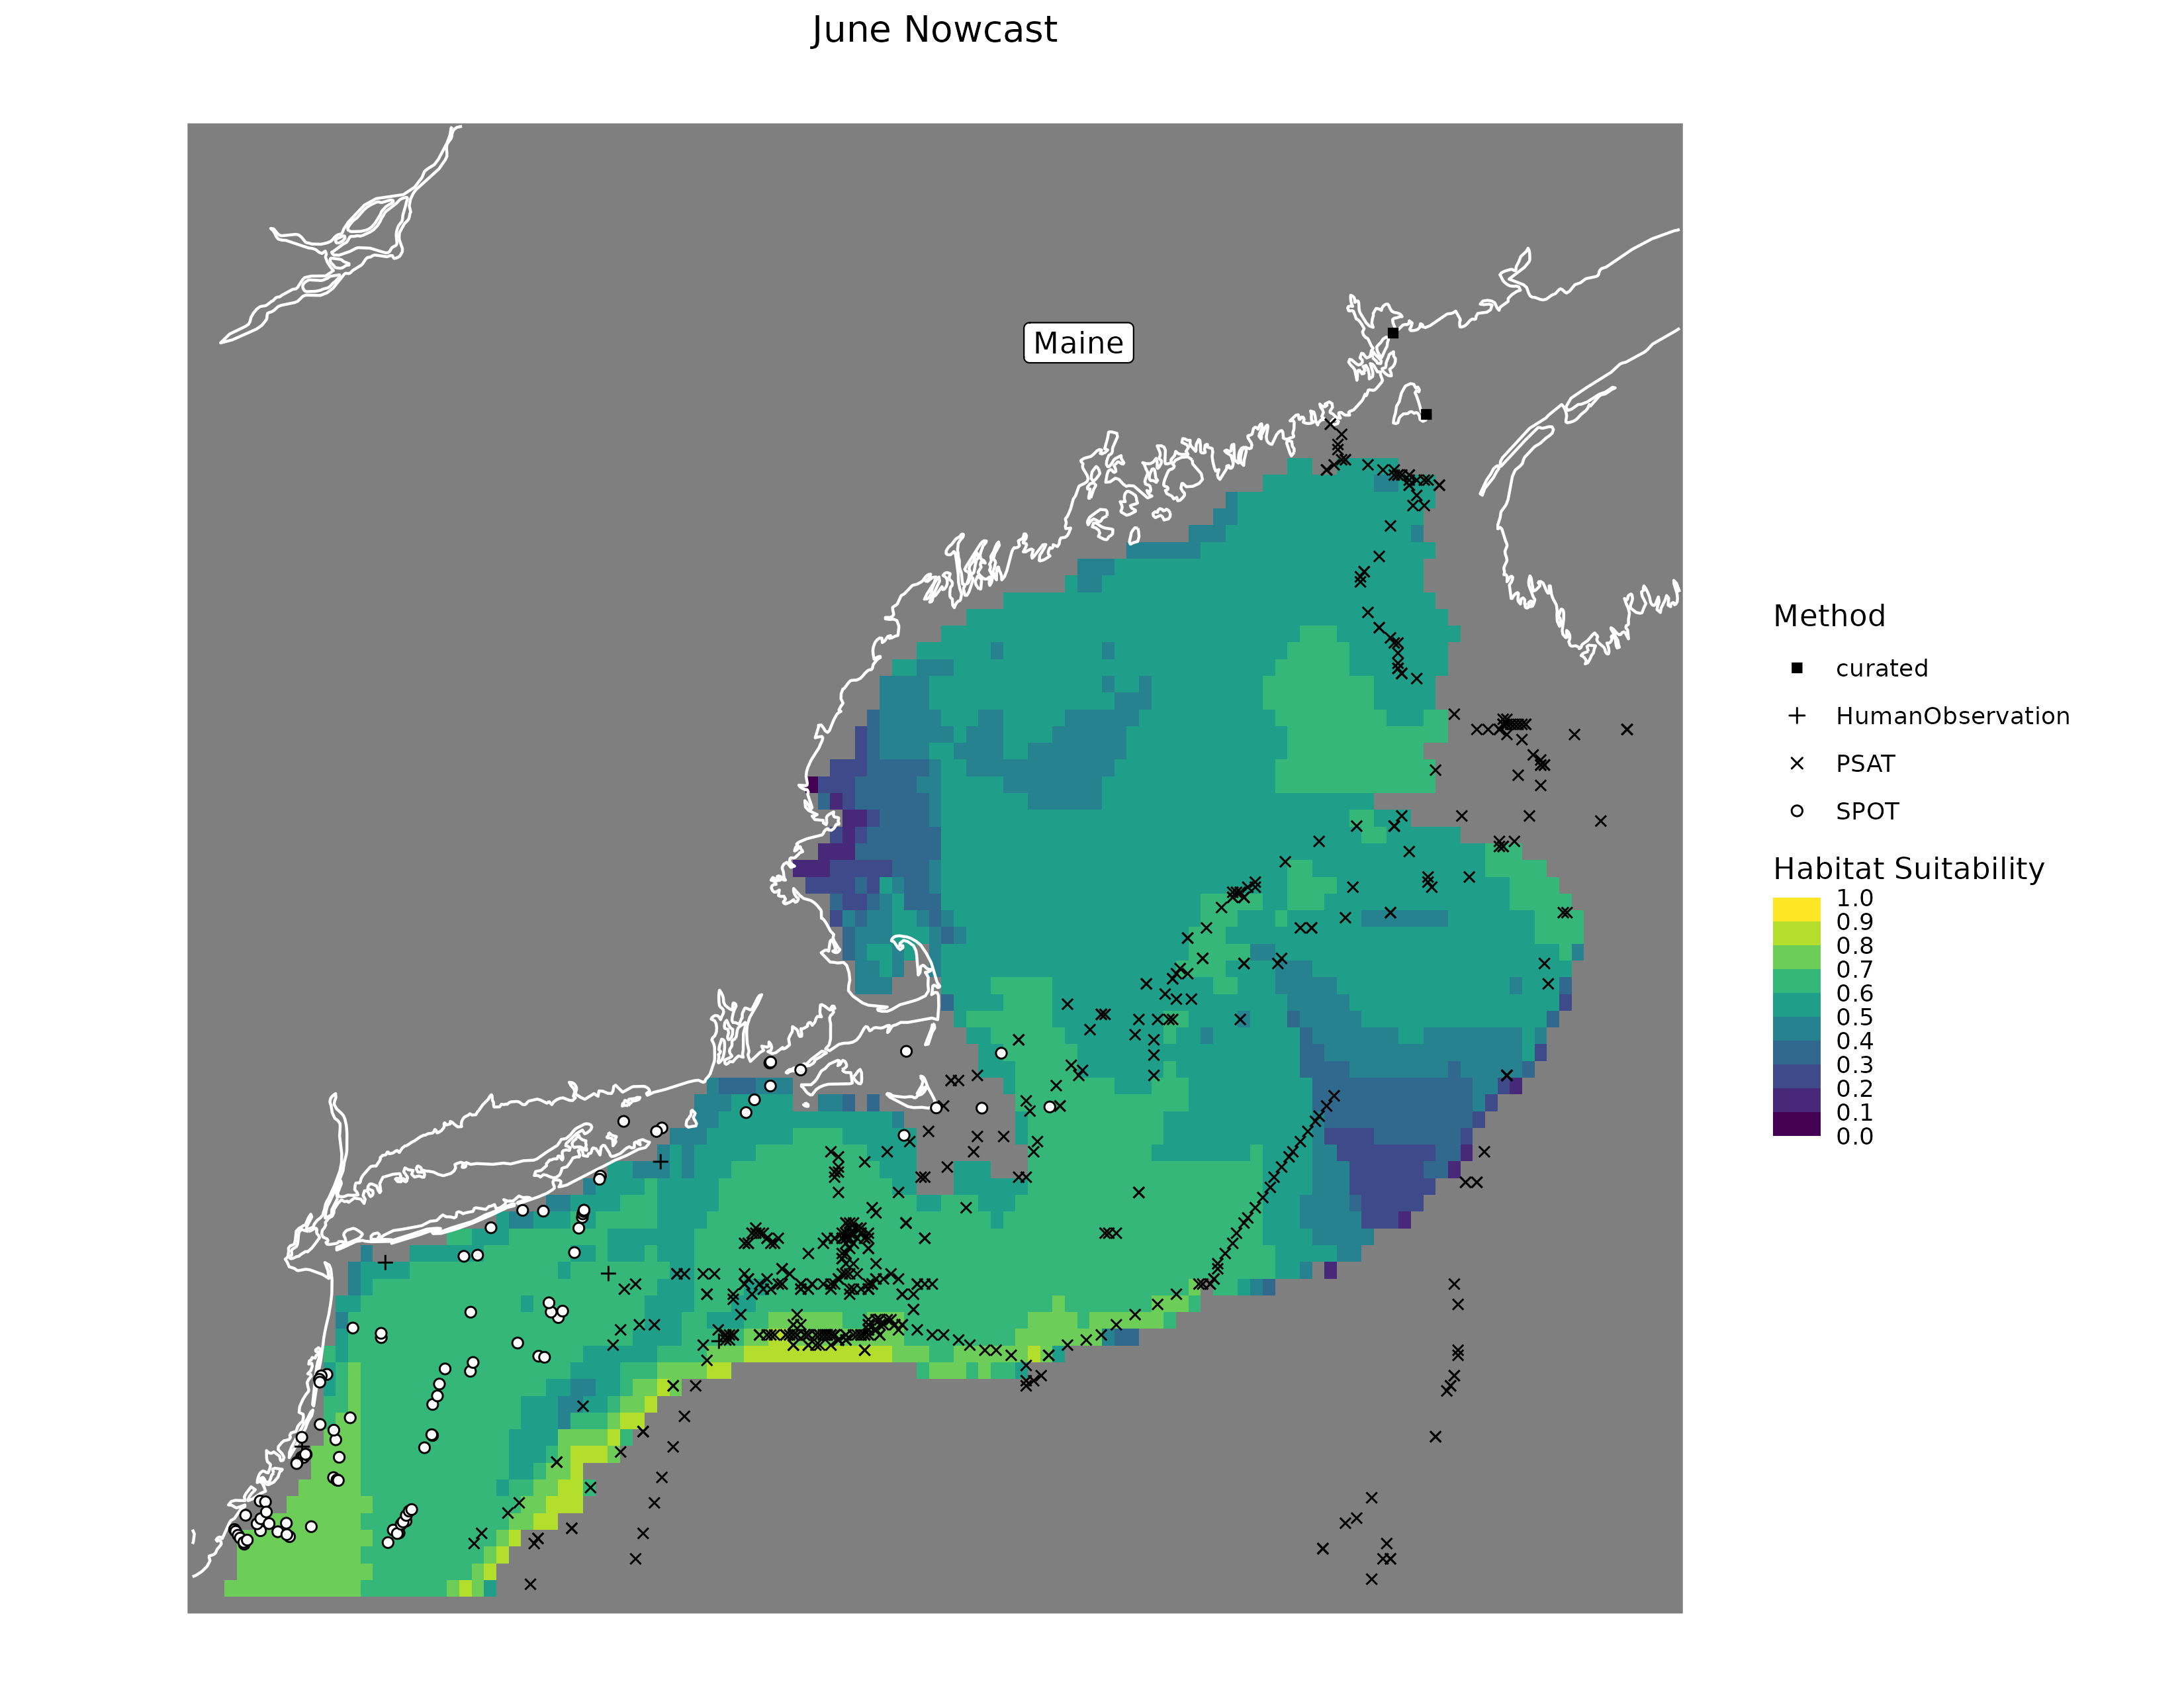 June Nowcast
Maine
Method
curated
HumanObservation
PSAT
SPOT
Habitat Suitability
1.0
0.9
0.8
0.7
0.6
0.5
0.4
0.3
0.2
0.1
0.0